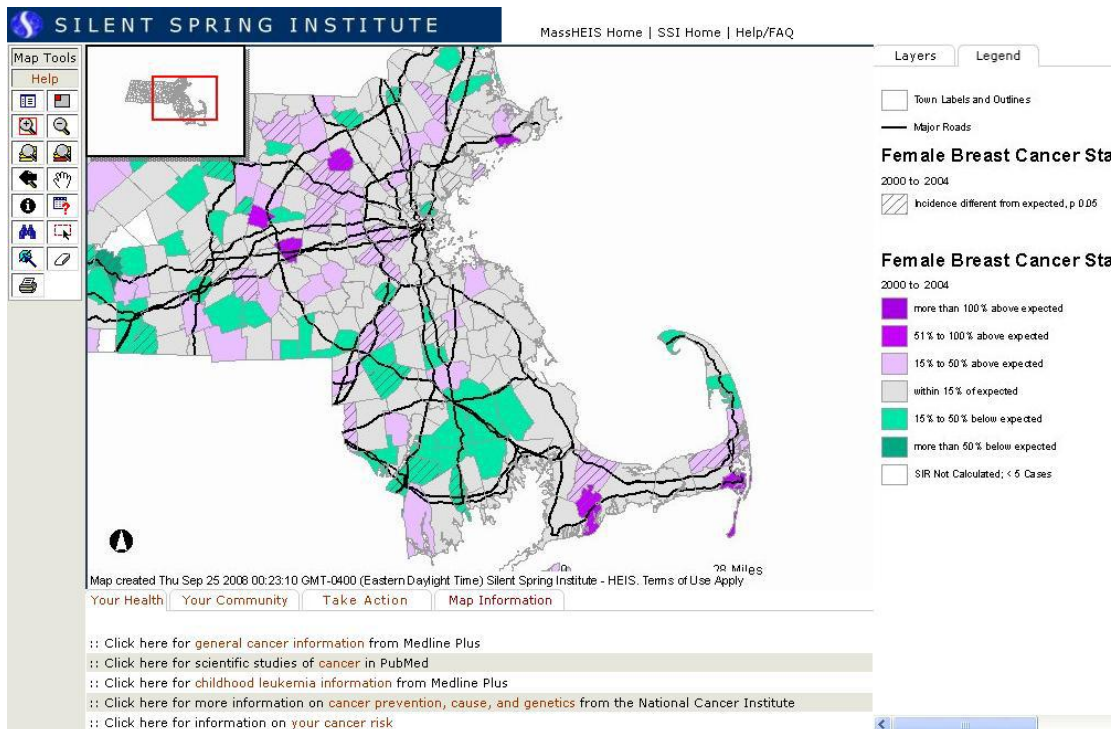 SILENT SPRING INSTITUTE
MassHEIS Home | SSI Home | Help/FAQ
Map Tools
Help
Layers
Legend
Town Labels and Outlines
Major Roads
Female Breast Cancer Sta
2000 to 2004
Incidence different from expected, p 0.05
Female Breast Cancer Sta
2000 to 2004
more than 100% above expected
51% to 100% above expected
15% to 50% above expected
within 15% of expected
15% to 50% below expected
more than 50% below expected
SIR Not Calculated; < 5 Cases
0 28 Miles
Map created Thu Sep 25 2008 00:23:10 GMT-0400 (Eastern Daylight Time) Silent Spring Institute - HEIS. Terms of Use Apply
Your Health
Your Community
Take Action
Map Information
:: Click here for general cancer information from Medline Plus
:: Click here for scientific studies of cancer in PubMed
:: Click here for childhood leukemia information from Medline Plus
:: Click here for more information on cancer prevention, cause, and genetics from the National Cancer Institute
:: Click here for information on your cancer risk